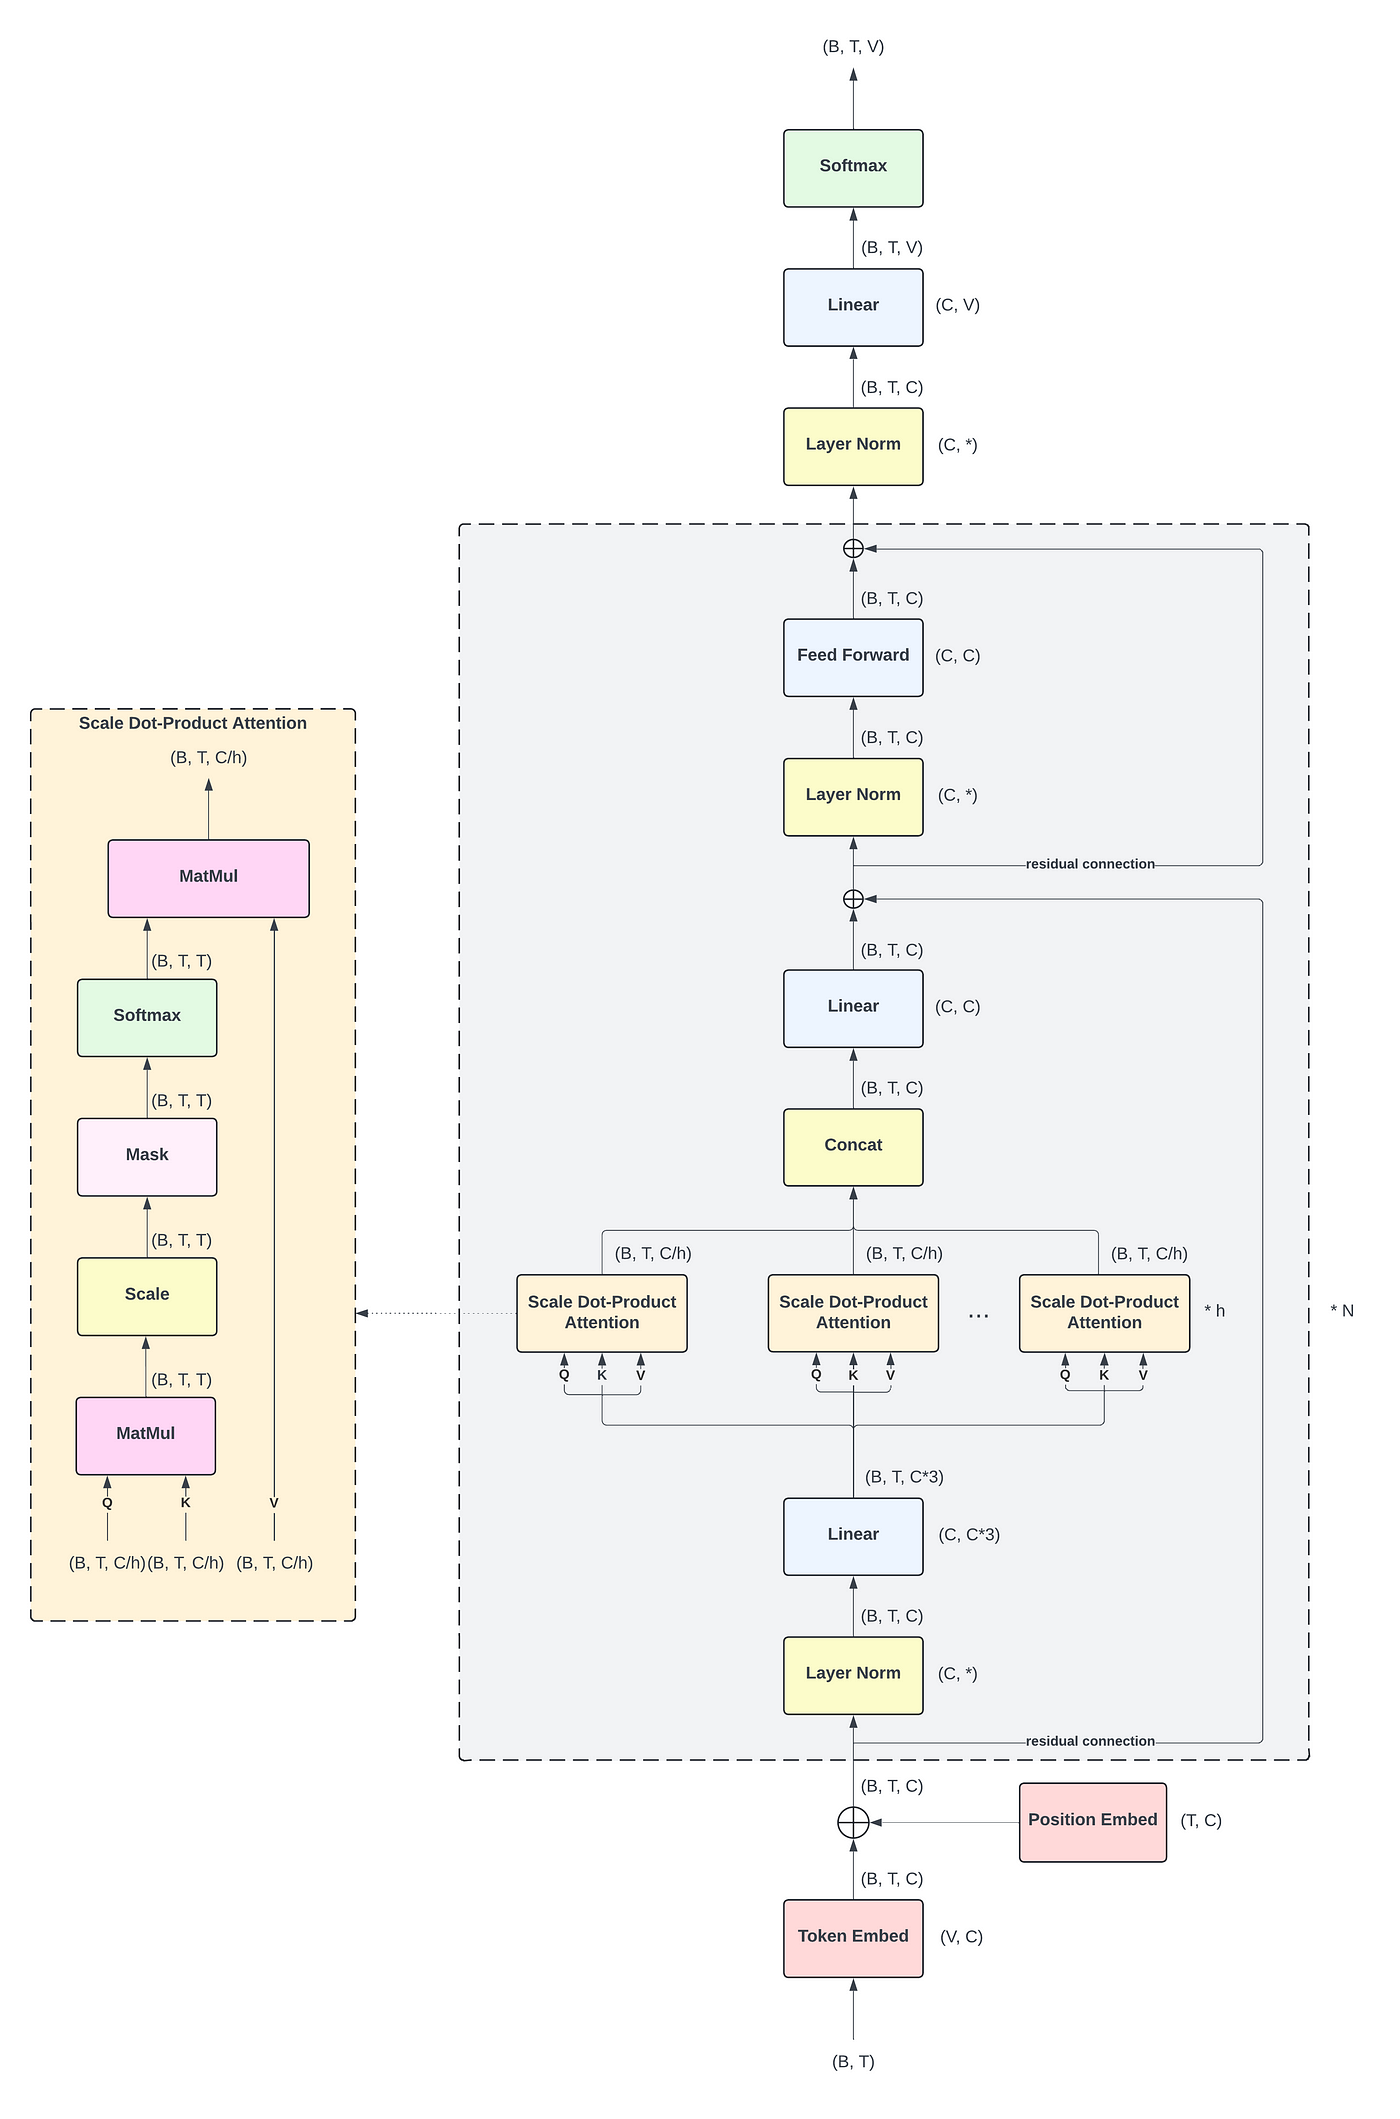 (B, T, V)
Softmax
(B, T, V)
Linear
(C, V)
(B, T, C)
Layer Norm
(C, *)
(B, T, C)
Feed Forward
(C, C)
(B, T, C)
Layer Norm
(C, *)
residual connection
(B, T, C)
Linear
(C, C)
(B, T, C)
Concat
(B, T, C/h)
(B, T, C/h)
(B, T, C/h)
Scale Dot-Product
Attention
Scale Dot-Product
Attention
...
Scale Dot-Product
Attention
* h
* N
Q K V
Q K V
Q K V
(B, T, C*3)
Linear
(C, C*3)
(B, T, C)
Layer Norm
(C, *)
residual connection
(B, T, C)
Position Embed
(T, C)
(B, T, C)
Token Embed
(V, C)
(B, T)
Scale Dot-Product Attention
(B, T, C/h)
MatMul
(B, T, T)
Softmax
(B, T, T)
Mask
(B, T, T)
Scale
(B, T, T)
MatMul
Q K V
(B, T, C/h) (B, T, C/h) (B, T, C/h)